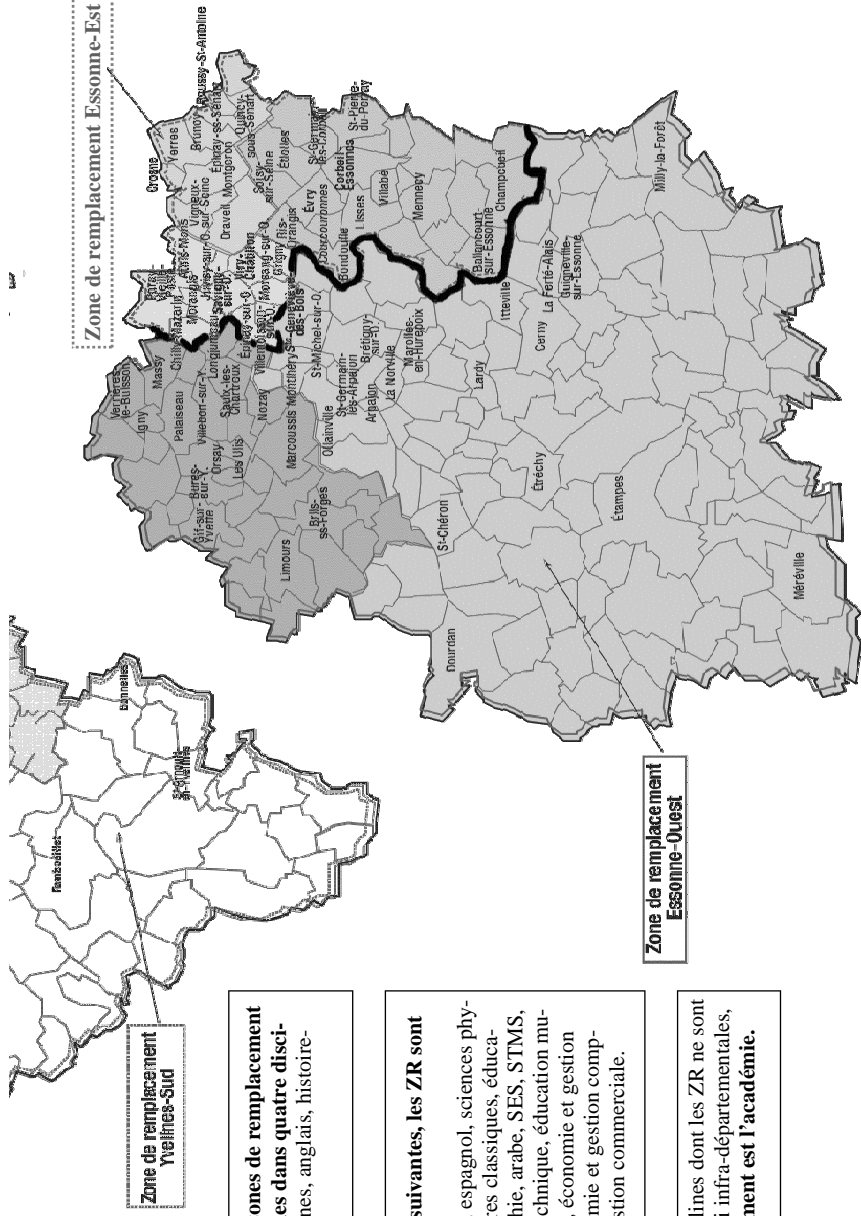 Zone de remplacement Essonne-Est
Crosne
Yerres
Brunoy
Boussy-St-Antoine
Épinay-ss-Sénart
Quincy-
sous-Sénart
Vigneux-
sur-Seine
Montgeron
Draveil
Soisy-
sur-Seine
Étiolles
St-Germain-
lès-Corbeil
St-Pierre-
du-Perray
Évry
Corbeil-
Essonnes
Courcouronnes
Ris-
Orangis
Grigny
Lisses
Villabé
Bondoufle
Mennecy
Champcueil
Ballancourt-
sur-Essonne
Milly-la-Forêt
Itteville
La Ferté-Alais
Guigneville-
sur-Essonne
Cerny
Viry-
Châtillon
Morsang-sur-O.
Savigny-
sur-O.
Ste-Geneviève-
des-Bois
St-Michel-sur-O.
Brétigny-
sur-O.
Marolles-
en-Hurepoix
St-Germain-
lès-Arpajon
Arpajon
La Norville
Lardy
Verrières-
le-Buisson
Massy
Igny
Palaiseau
Longjumeau
Épinay-sur-O.
Villebon-sur-Y.
Saulx-les-
Chartreux
Orsay
Les Ulis
Nozay
Montlhéry
Marcoussis
Ollainville
Bures-
sur-Y.
Gif-sur-
Yvette
Briis-
ss-Forges
Limours
St-Chéron
Étréchy
Étampes
Méréville
Dourdan
Bonnelles
St-Arnoult-
en-Yvelines
Rambouillet
Zone de remplacement
Essonne-Ouest
Zone de remplacement
Yvelines-Sud
ones de remplacement
es dans quatre disci-
nes, anglais, histoire-
suivantes, les ZR sont
, espagnol, sciences phy-
res classiques, éduca-
hie, arabe, SES, STMS,
chnique, éducation mu-
, économie et gestion
mie et gestion comp-
stion commerciale.
lines dont les ZR ne sont
i infra-départementales,
ment est l'académie.